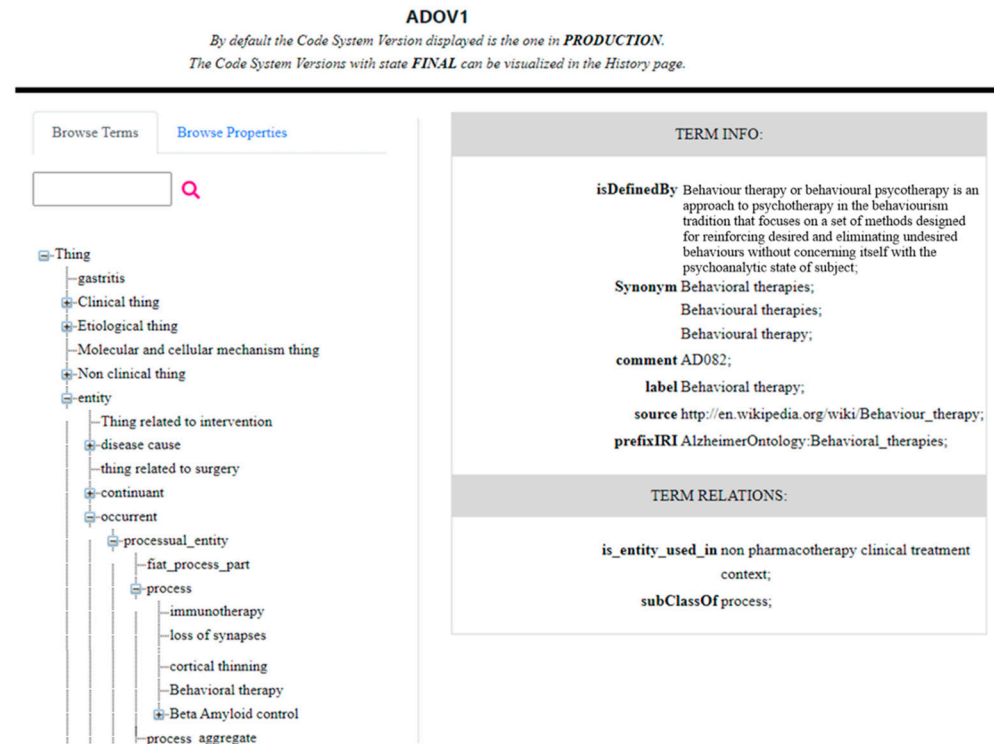 ADOV1
By default the Code System Version displayed is the one in PRODUCTION.
The Code System Versions with state FINAL can be visualized in the History page.
Browse Terms
Browse Properties
Thing
gastritis
Clinical thing
Etiological thing
Molecular and cellular mechanism thing
Non clinical thing
entity
Thing related to intervention
disease cause
thing related to surgery
continuant
occurrent
processual_entity
fiat_process_part
process
immunotherapy
loss of synapses
cortical thinning
Behavioral therapy
Beta Amyloid control
process_aggregate
TERM INFO:
isDefinedBy Behaviour therapy or behavioural psycotherapy is an
approach to psychotherapy in the behaviourism
tradition that focuses on a set of methods designed
for reinforcing desired and eliminating undesired
behaviours without concerning itself with the
psychoanalytic state of subject;
Synonym Behavioral therapies;
Behavioural therapies;
Behavioural therapy;
comment AD082;
label Behavioral therapy;
source http://en.wikipedia.org/wiki/Behaviour_therapy;
prefixIRI AlzheimerOntology:Behavioral_therapies;
TERM RELATIONS:
is_entity_used_in non pharmacotherapy clinical treatment
context;
subClassOf process;